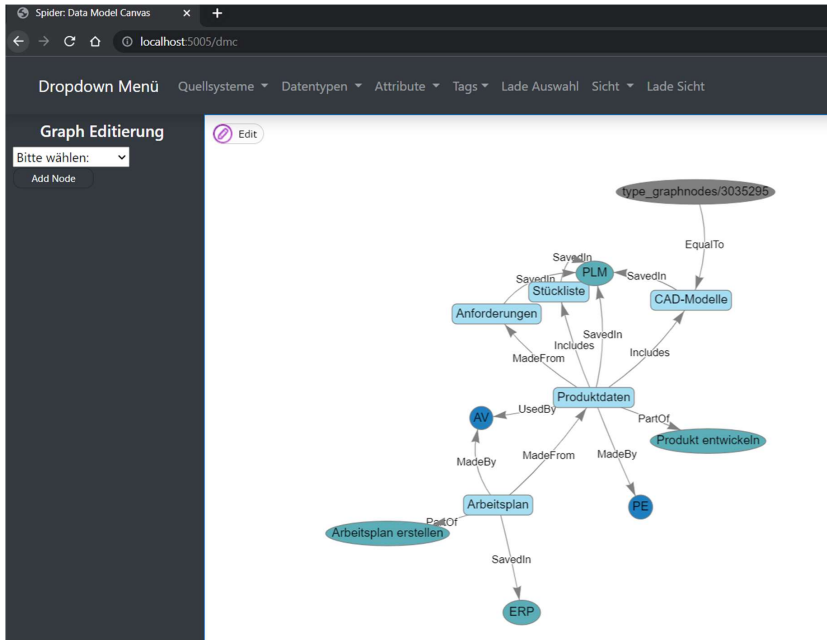 Spider: Data Model Canvas
localhost:5005/dmc
Dropdown Menü Quellsysteme Datentypen Attribute Tags Lade Auswahl Sicht Lade Sicht
Graph Editierung
Bitte wählen:
Add Node
Edit
type_graphnodes/3035295
EqualTo
SavedIn
PLM
SavedIn
SavedIn
Stückliste
CAD-Modelle
Anforderungen
SavedIn
Includes
Includes
MadeFrom
Produktdaten
UsedBy
AV
PartOf
Produkt entwickeln
MadeBy
MadeFrom
MadeBy
Arbeitsplan
PE
PartOf
Arbeitsplan erstellen
SavedIn
ERP